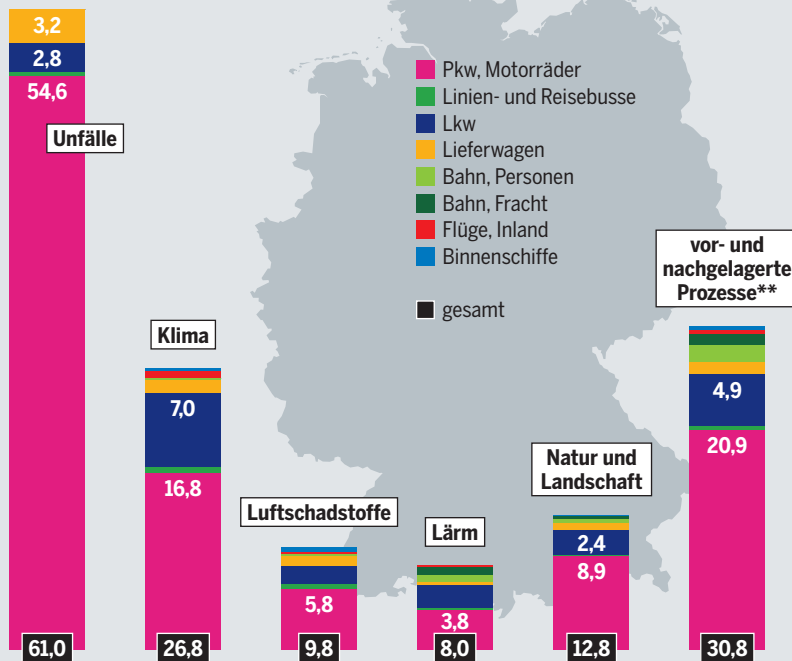 3,2
2,8
54,6
Unfälle
61,0
Pkw, Motorräder
Linien- und Reisebusse
Lkw
Lieferwagen
Bahn, Personen
Bahn, Fracht
Flüge, Inland
Binnenschiffe
gesamt
Klima
7,0
16,8
26,8
Luftschadstoffe
5,8
9,8
Lärm
3,8
8,0
Natur und
Landschaft
2,4
8,9
12,8
vor- und
nachgelagerte
Prozesse**
4,9
20,9
30,8